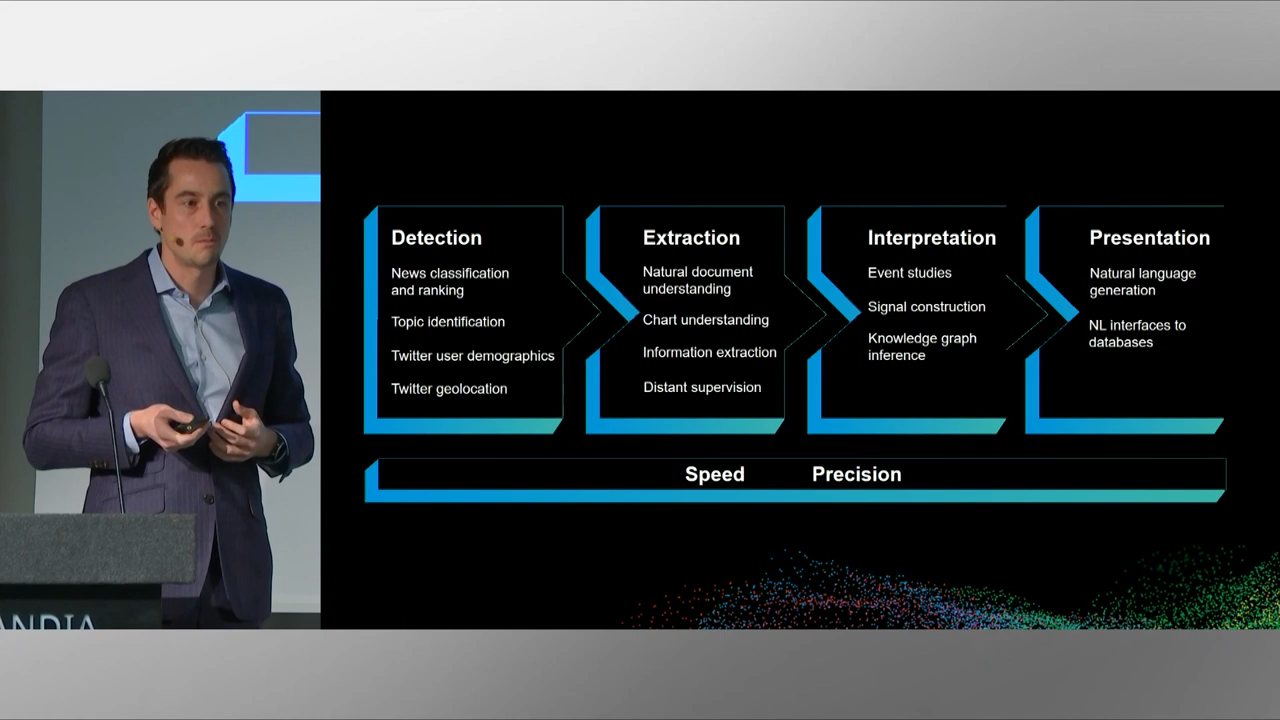 Detection
News classification
and ranking
Topic identification
Twitter user demographics
Twitter geolocation
Extraction
Natural document
understanding
Chart understanding
Information extraction
Distant supervision
Interpretation
Event studies
Signal construction
Knowledge graph
inference
Presentation
Natural language
generation
NL interfaces to
databases
Speed Precision
ANDIA